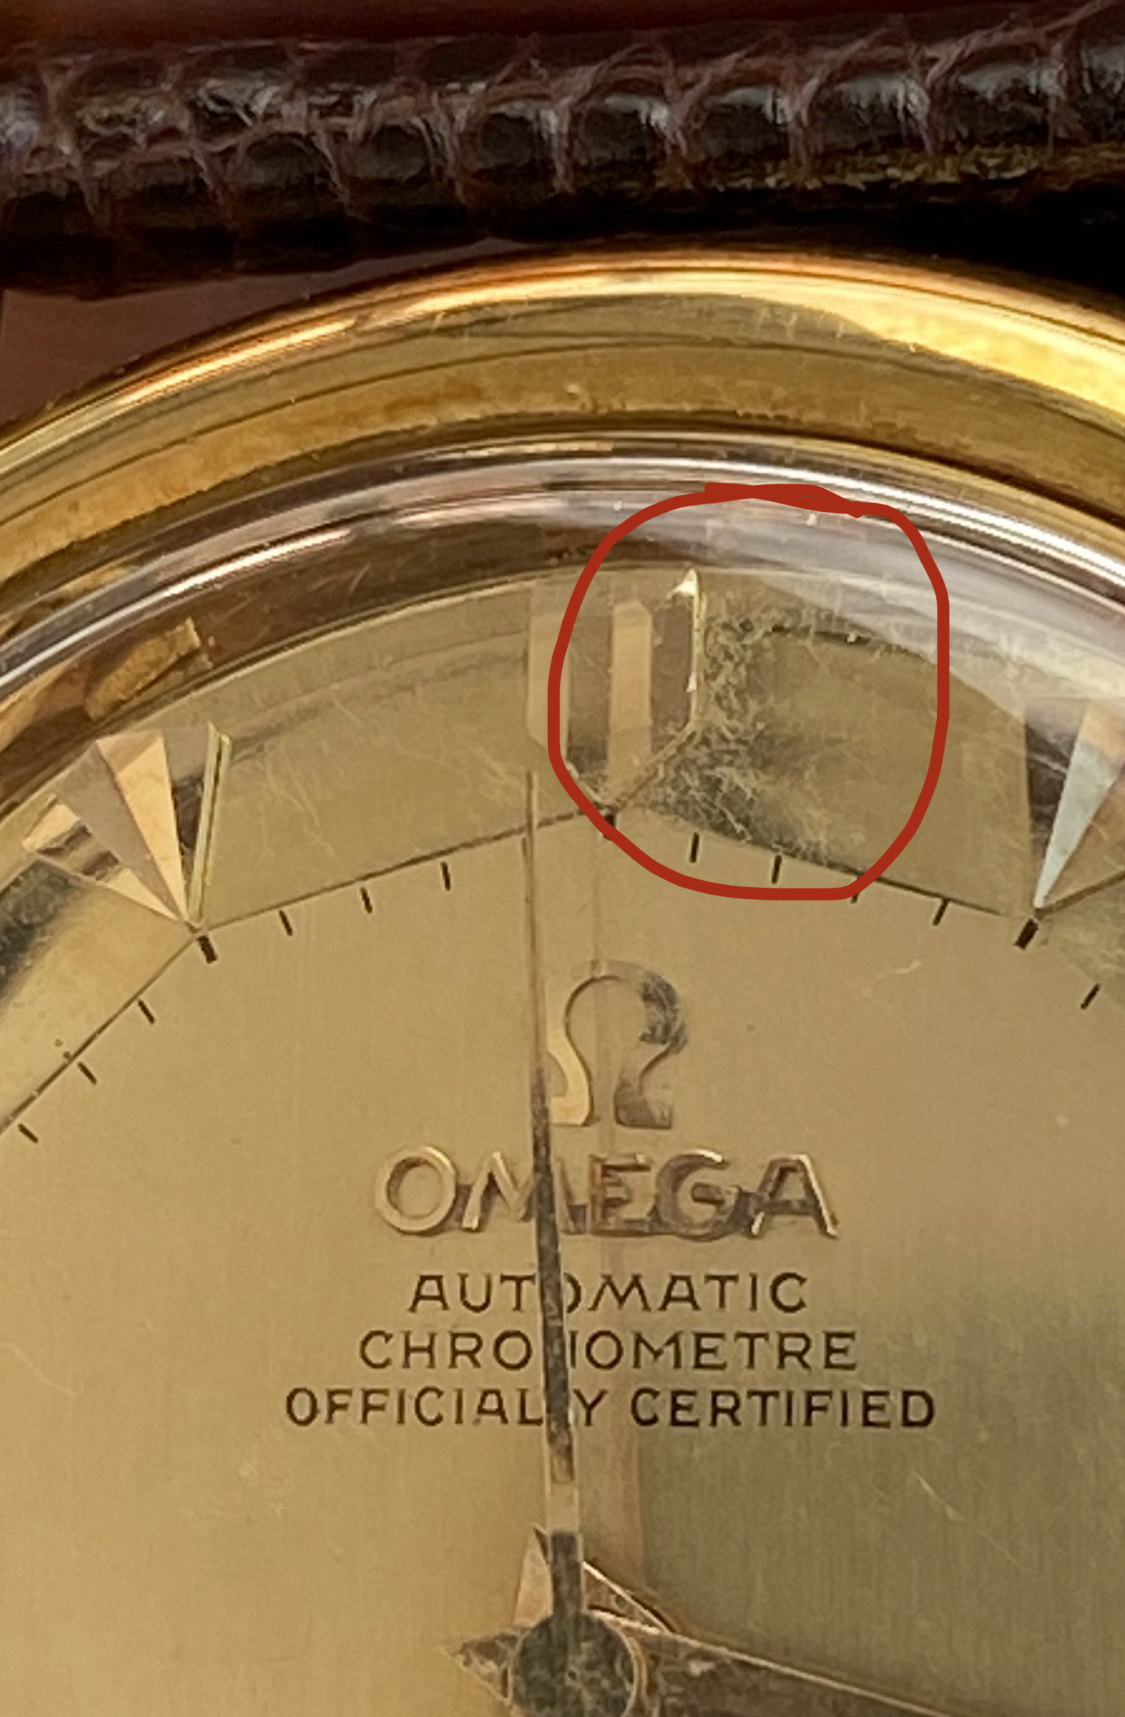 Ω
OMEGA
AUTOMATIC
CHRONOMETRE
OFFICIALLY CERTIFIED